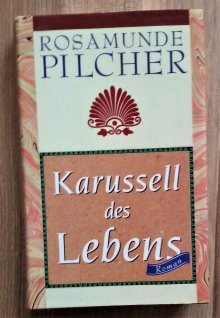 ROSAMUNDE
PILCHER
Karussell
des
Lebens
Roman